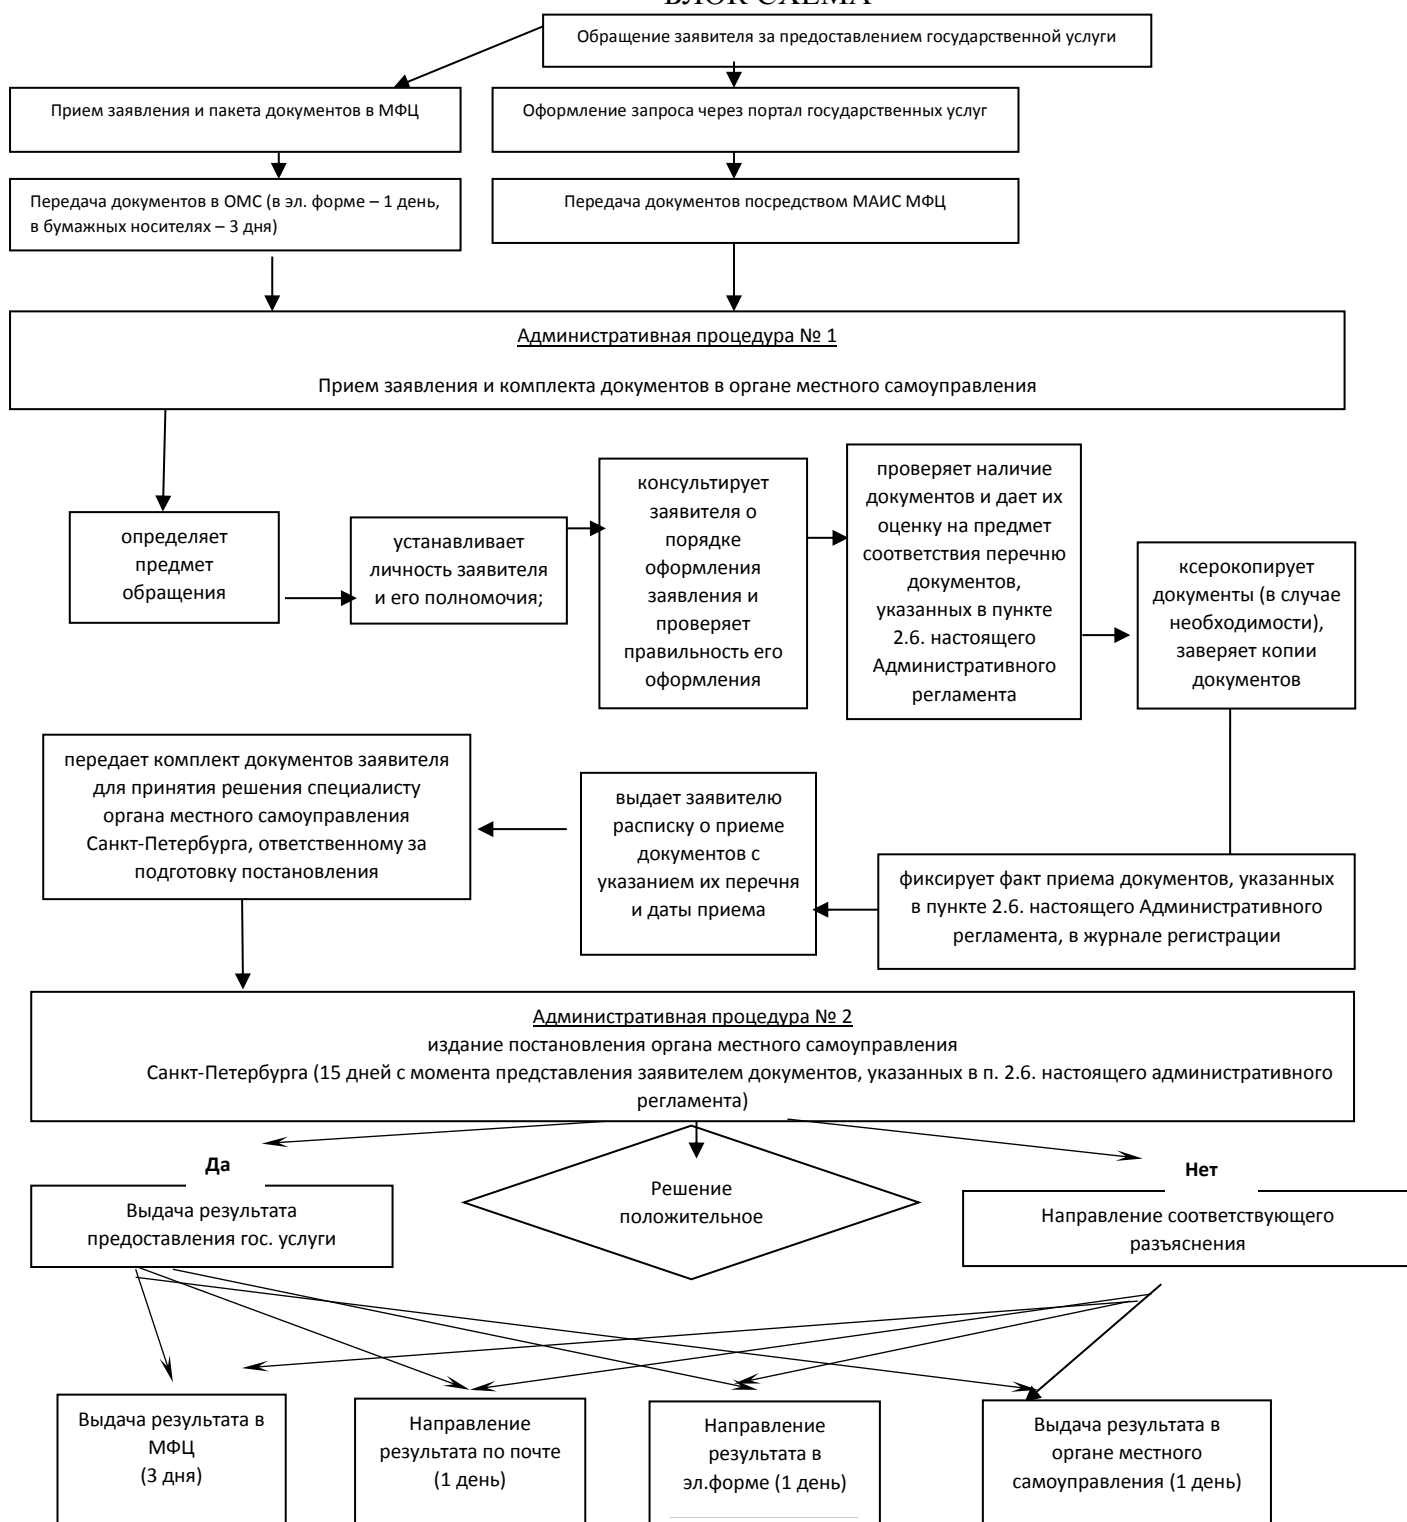 БЛОК-СХЕМА
Обращение заявителя за предоставлением государственной услуги
Прием заявления и пакета документов в МФЦ
Оформление запроса через портал государственных услуг
Передача документов в ОМС (в эл. форме – 1 день,
в бумажных носителях – 3 дня)
Передача документов посредством МАИС МФЦ
Административная процедура № 1
Прием заявления и комплекта документов в органе местного самоуправления
определяет
предмет
обращения
устанавливает
личность заявителя
и его полномочия;
консультирует
заявителя о
порядке
оформления
заявления и
проверяет
правильность его
оформления
проверяет наличие
документов и дает их
оценку на предмет
соответствия перечню
документов,
указанных в пункте
2.6. настоящего
Административного
регламента
ксерокопирует
документы (в случае
необходимости),
заверяет копии
документов
передает комплект документов заявителя
для принятия решения специалисту
органа местного самоуправления
Санкт-Петербурга, ответственному за
подготовку постановления
выдает заявителю
расписку о приеме
документов с
указанием их перечня
и даты приема
фиксирует факт приема документов, указанных
в пункте 2.6. настоящего Административного
регламента, в журнале регистрации
Административная процедура № 2
издание постановления органа местного самоуправления
Санкт-Петербурга (15 дней с момента представления заявителем документов, указанных в п. 2.6. настоящего административного
регламента)
Да
Нет
Решение
положительное
Выдача результата
предоставления гос. услуги
Направление соответствующего
разъяснения
Выдача результата в
МФЦ
(3 дня)
Направление
результата по почте
(1 день)
Направление
результата в
эл.форме (1 день)
Выдача результата в
органе местного
самоуправления (1 день)